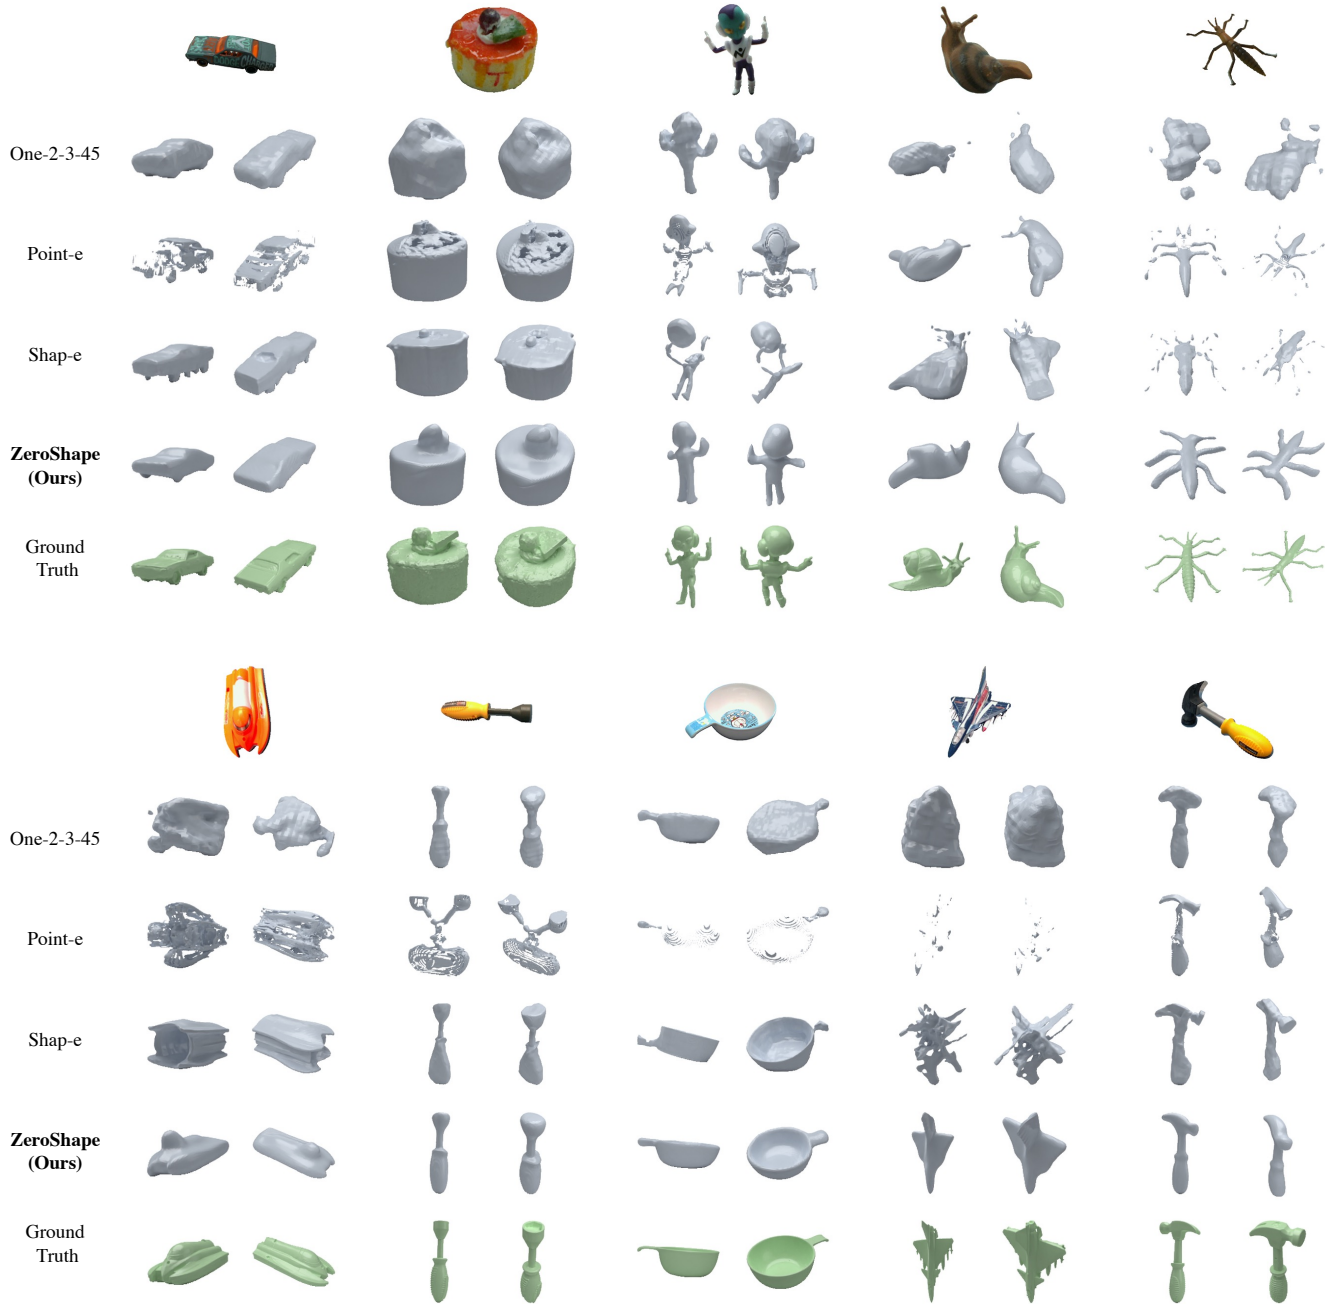 One-2-3-45
Point-e
Shap-e
ZeroShape
(Ours)
Ground
Truth
One-2-3-45
Point-e
Shap-e
ZeroShape
(Ours)
Ground
Truth